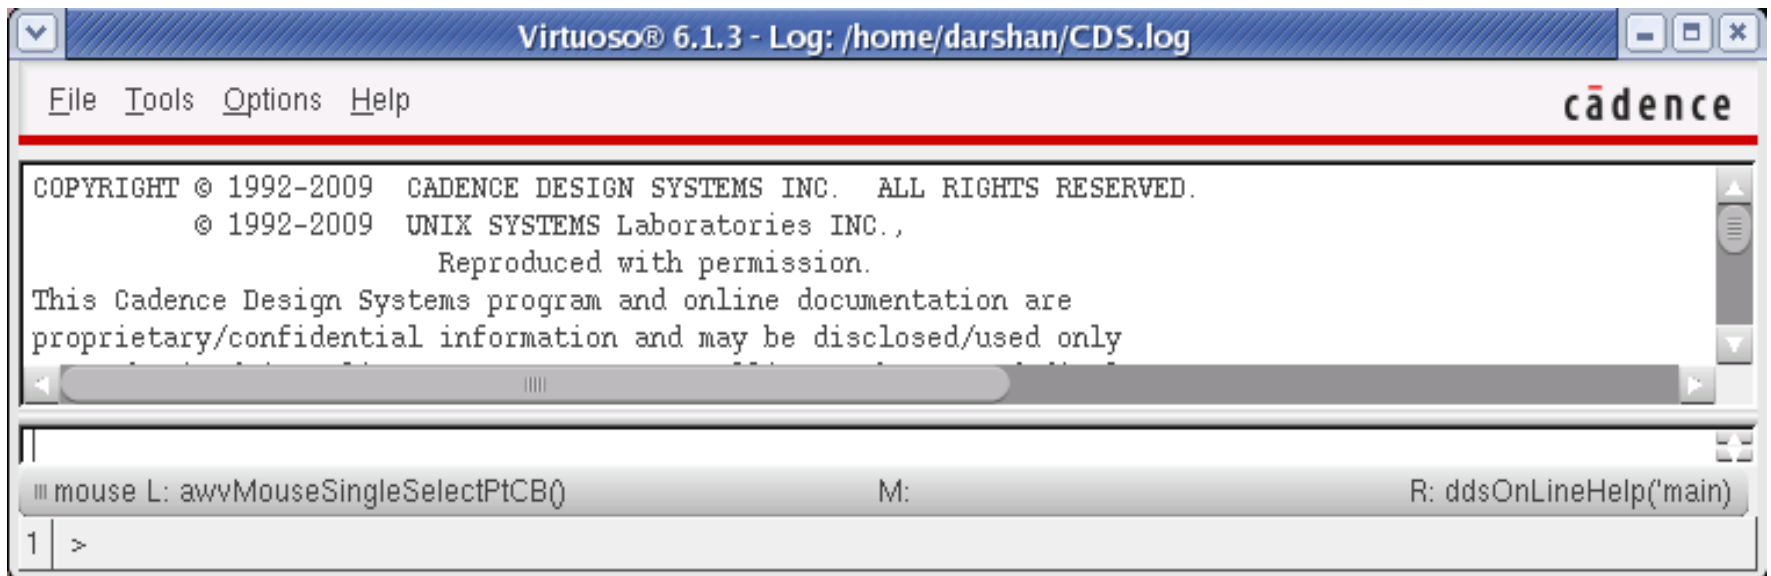 Virtuoso® 6.1.3 - Log: /home/darshan/CDS.log
File Tools Options Help
cādence
COPYRIGHT © 1992-2009 CADENCE DESIGN SYSTEMS INC. ALL RIGHTS RESERVED.
© 1992-2009 UNIX SYSTEMS Laboratories INC.,
Reproduced with permission.
This Cadence Design Systems program and online documentation are
proprietary/confidential information and may be disclosed/used only
mouse L: awvMouseSingleSelectPtCB() M: R: ddsOnLineHelp('main)
1 >